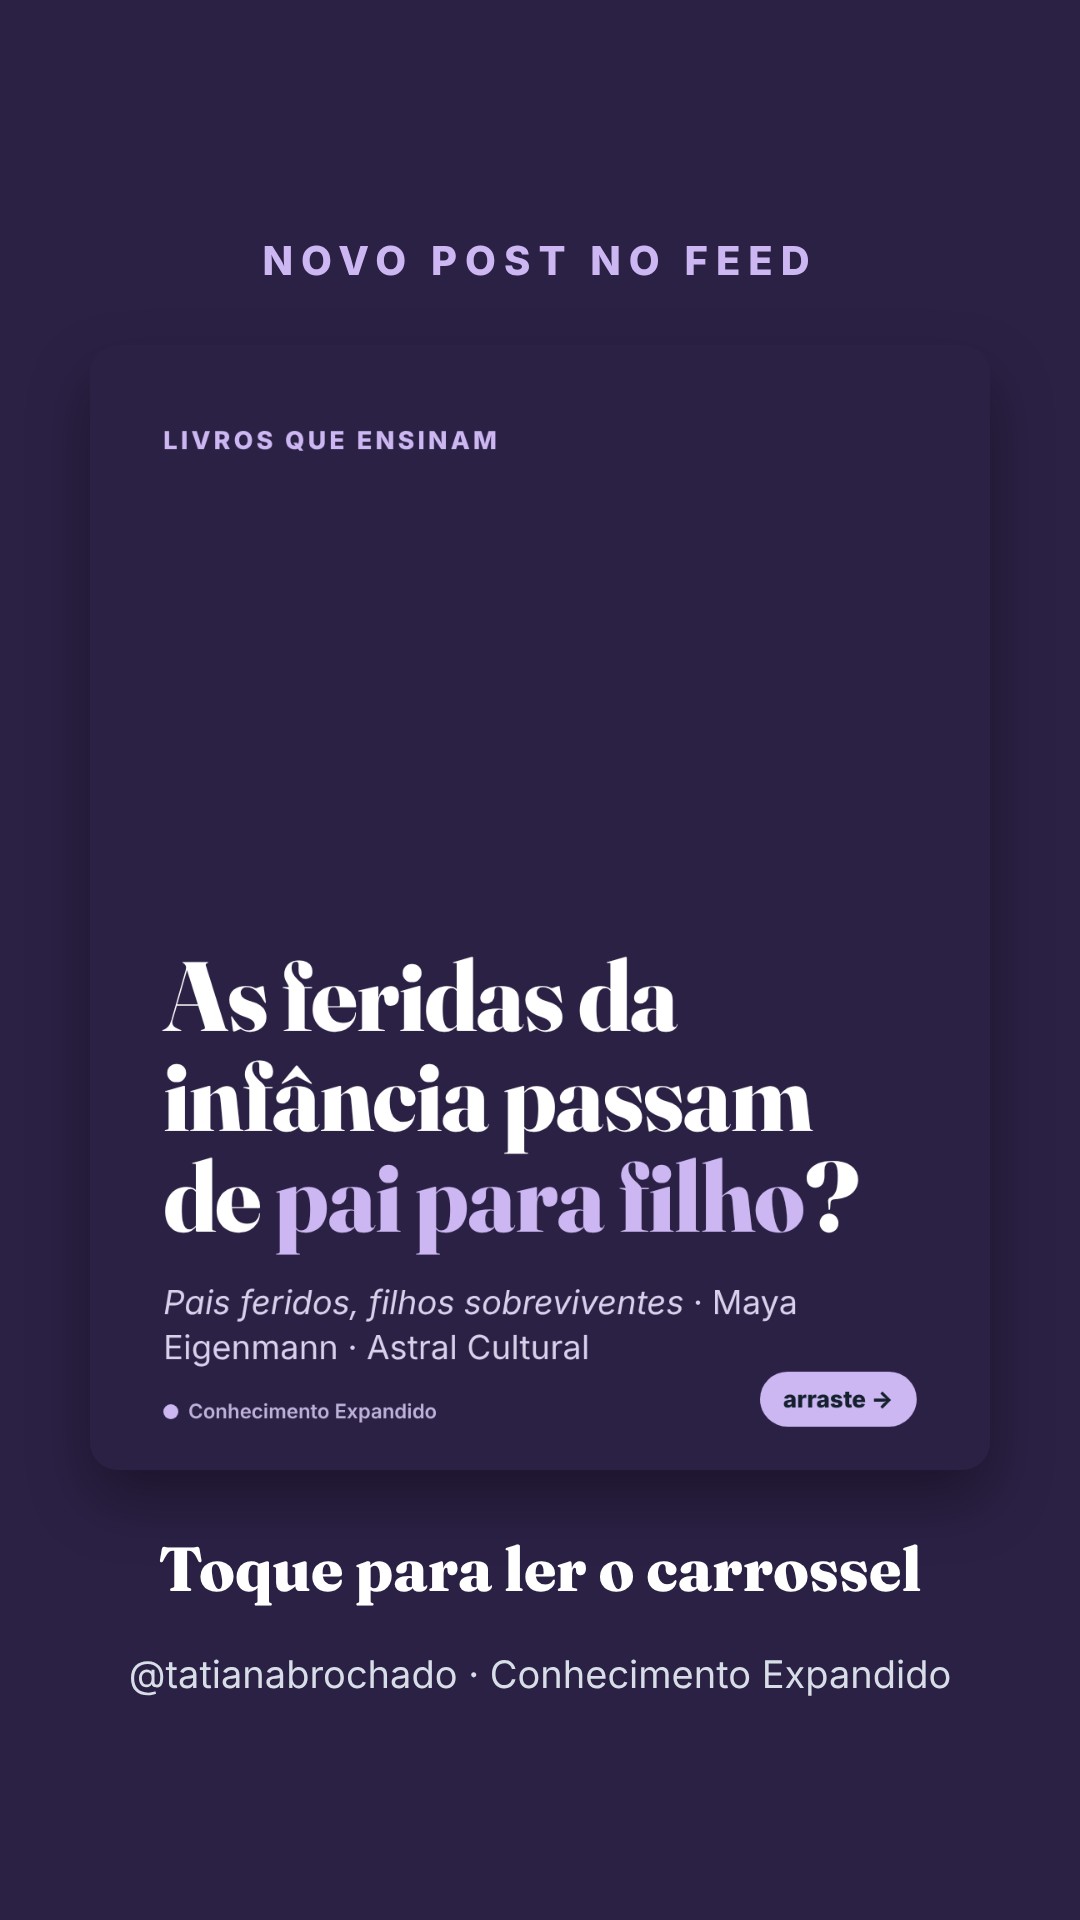 NOVO POST NO FEED
LIVROS QUE ENSINAM
As feridas da
infância passam
de pai para filho?
Pais feridos, filhos sobreviventes · Maya
Eigenmann · Astral Cultural
Conhecimento Expandido
arraste →
Toque para ler o carrossel
@tatianabrochado · Conhecimento Expandido